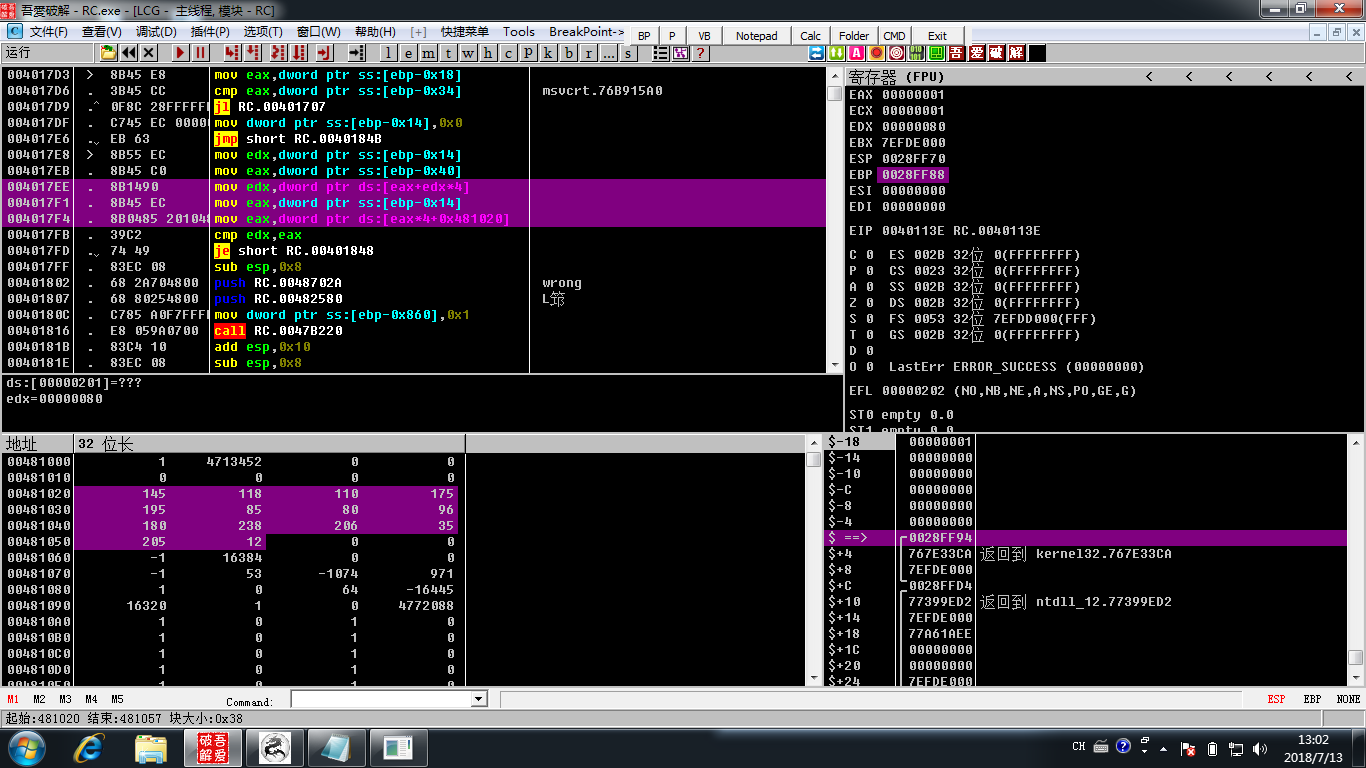 吾愛破解 - RC.exe - [LCG - 主线程, 模块 - RC]
文件(F) 查看(V) 调试(D) 插件(P) 选项(T) 窗口(W) 帮助(H) [+] 快捷菜单 Tools BreakPoint-> BP P VB Notepad Calc Folder CMD Exit
运行 l e m t w h c p k b r ... s ? 吾 爱 破 解
004017D3 > 8B45 E8 mov eax,dword ptr ss:[ebp-0x18]
004017D6 . 3B45 CC cmp eax,dword ptr ss:[ebp-0x34] msvcrt.76B915A0
004017D9 .^ 0F8C 28FFFFFF jl RC.00401707
004017DF . C745 EC 00000 mov dword ptr ss:[ebp-0x14],0x0
004017E6 .v EB 63 jmp short RC.0040184B
004017E8 > 8B55 EC mov edx,dword ptr ss:[ebp-0x14]
004017EB . 8B45 C0 mov eax,dword ptr ss:[ebp-0x40]
004017EE . 8B1490 mov edx,dword ptr ds:[eax+edx*4]
004017F1 . 8B45 EC mov eax,dword ptr ss:[ebp-0x14]
004017F4 . 8B0485 201048 mov eax,dword ptr ds:[eax*4+0x481020]
004017FB . 39C2 cmp edx,eax
004017FD .v 74 49 je short RC.00401848
004017FF . 83EC 08 sub esp,0x8
00401802 . 68 2A704800 push RC.0048702A wrong
00401807 . 68 80254800 push RC.00482580
0040180C . C785 A0F7FFFF mov dword ptr ss:[ebp-0x860],0x1
00401816 . E8 059A0700 call RC.0047B220
0040181B . 83C4 10 add esp,0x10
0040181E . 83EC 08 sub esp,0x8
ds:[00000201]=???
edx=00000080
寄存器 (FPU) < < < < < <
EAX 00000001
ECX 00000001
EDX 00000080
EBX 7EFDE000
ESP 0028FF70
EBP 0028FF88
ESI 00000000
EDI 00000000
EIP 0040113E RC.0040113E
C 0 ES 002B 32位 0(FFFFFFFF)
P 0 CS 0023 32位 0(FFFFFFFF)
A 0 SS 002B 32位 0(FFFFFFFF)
Z 0 DS 002B 32位 0(FFFFFFFF)
S 0 FS 0053 32位 7EFDD000(FFF)
T 0 GS 002B 32位 0(FFFFFFFF)
D 0
O 0 LastErr ERROR_SUCCESS (00000000)
EFL 00000202 (NO,NB,NE,A,NS,PO,GE,G)
ST0 empty 0.0
ST1 empty 0.0
地址 32 位长
00481000 1 4713452 0 0
00481010 0 0 0 0
00481020 145 118 110 175
00481030 195 85 80 96
00481040 180 238 206 35
00481050 205 12 0 0
00481060 -1 16384 0 0
00481070 -1 53 -1074 971
00481080 1 0 64 -16445
00481090 16320 1 0 4772088
004810A0 1 0 1 0
004810B0 1 0 1 0
004810C0 1 0 1 0
004810D0 1 0 1 0
004810E0 1 0 1 0
$-18 00000001
$-14 00000000
$-10 00000000
$-C 00000000
$-8 00000000
$-4 00000000
$ ==> 0028FF94
$+4 767E33CA 返回到 kernel32.767E33CA
$+8 7EFDE000
$+C 0028FFD4
$+10 77399ED2 返回到 ntdll_12.77399ED2
$+14 7EFDE000
$+18 77A61AEE
$+1C 00000000
$+20 00000000
$+24 7EFDE000
M1 M2 M3 M4 M5 Command: ESP EBP NONE
起始:481020 结束:481057 块大小:0x38
破吾解爱 CH 13:02
2018/7/13